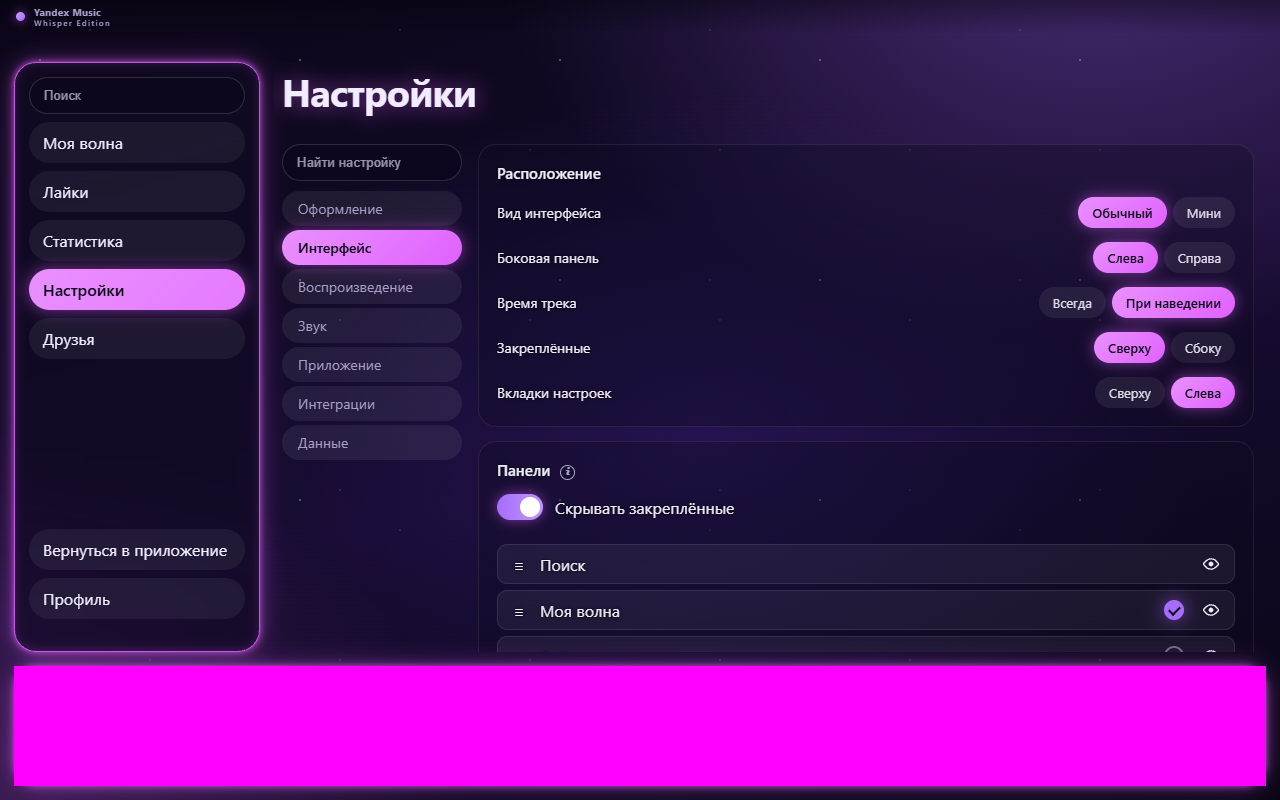 Yandex Music
Whisper Edition
Поиск
Моя волна
Лайки
Статистика
Настройки
Друзья
Вернуться в приложение
Профиль
Настройки
Найти настройку
Оформление
Интерфейс
Воспроизведение
Звук
Приложение
Интеграции
Данные
Расположение
Вид интерфейса Обычный Мини
Боковая панель Слева Справа
Время трека Всегда При наведении
Закреплённые Сверху Сбоку
Вкладки настроек Сверху Слева
Панели
Скрывать закреплённые
Поиск
Моя волна